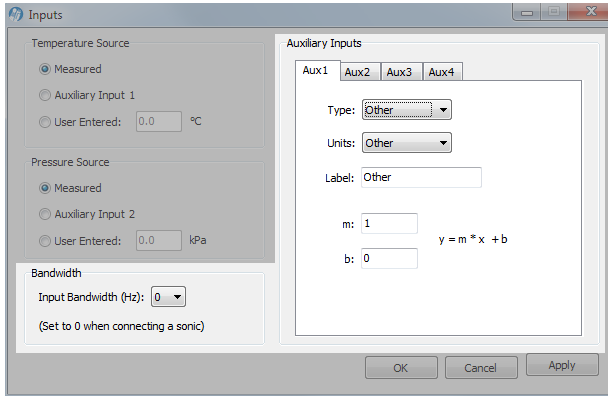 Inputs
Temperature Source
Measured
Auxiliary Input 1
User Entered: 0.0 °C
Pressure Source
Measured
Auxiliary Input 2
User Entered: 0.0 kPa
Bandwidth
Input Bandwidth (Hz): 0
(Set to 0 when connecting a sonic)
Auxiliary Inputs
Aux1 Aux2 Aux3 Aux4
Type: Other
Units: Other
Label: Other
m: 1
y = m * x + b
b: 0
OK Cancel Apply